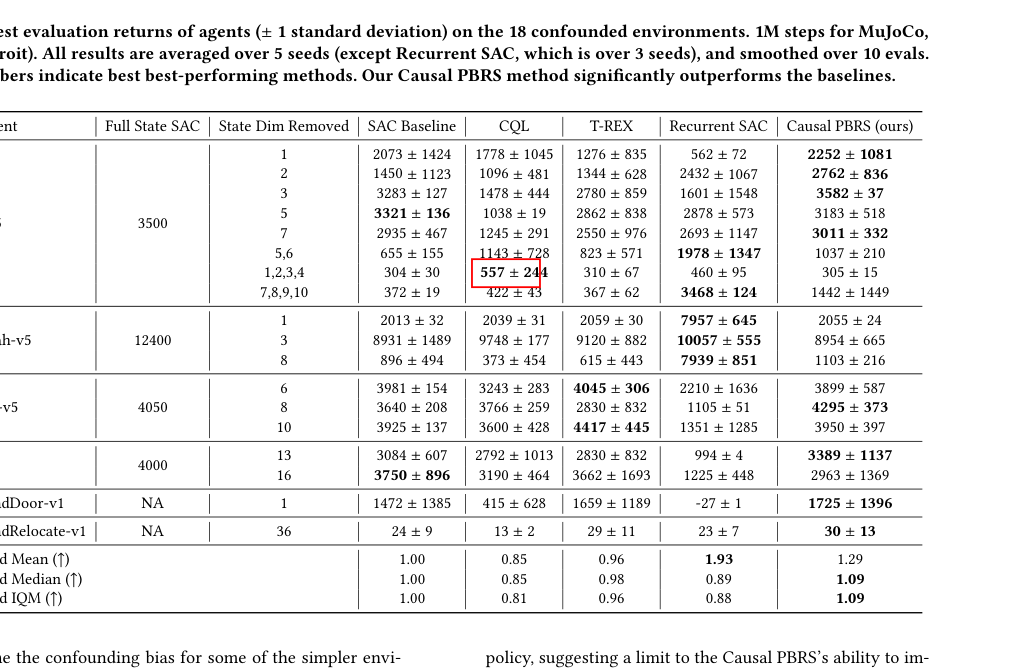 evaluation returns of agents (± 1 standard deviation) on the 18 confounded environments. 1M steps for MuJoCo,
All results are averaged over 5 seeds (except Recurrent SAC, which is over 3 seeds), and smoothed over 10 evals.
indicate best best-performing methods. Our Causal PBRS method significantly outperforms the baselines.
Full State SAC State Dim Removed SAC Baseline CQL T-REX Recurrent SAC Causal PBRS (ours)
3500
1 2073 ± 1424 1778 ± 1045 1276 ± 835 562 ± 72 2252 ± 1081
2 1450 ± 1123 1096 ± 481 1344 ± 628 2432 ± 1067 2762 ± 836
3 3283 ± 127 1478 ± 444 2780 ± 859 1601 ± 1548 3582 ± 37
5 3321 ± 136 1038 ± 19 2862 ± 838 2878 ± 573 3183 ± 518
7 2935 ± 467 1245 ± 291 2550 ± 976 2693 ± 1147 3011 ± 332
5,6 655 ± 155 1143 ± 728 823 ± 571 1978 ± 1347 1037 ± 210
1,2,3,4 304 ± 30 557 ± 244 310 ± 67 460 ± 95 305 ± 15
7,8,9,10 372 ± 19 422 ± 43 367 ± 62 3468 ± 124 1442 ± 1449
-v5 12400
1 2013 ± 32 2039 ± 31 2059 ± 30 7957 ± 645 2055 ± 24
3 8931 ± 1489 9748 ± 177 9120 ± 882 10057 ± 555 8954 ± 665
8 896 ± 494 373 ± 454 615 ± 443 7939 ± 851 1103 ± 216
-v5 4050
6 3981 ± 154 3243 ± 283 4045 ± 306 2210 ± 1636 3899 ± 587
8 3640 ± 208 3766 ± 259 2830 ± 832 1105 ± 51 4295 ± 373
10 3925 ± 137 3600 ± 428 4417 ± 445 1351 ± 1285 3950 ± 397
4000
13 3084 ± 607 2792 ± 1013 2830 ± 832 994 ± 4 3389 ± 1137
16 3750 ± 896 3190 ± 464 3662 ± 1693 1225 ± 448 2963 ± 1369
dDoor-v1 NA 1 1472 ± 1385 415 ± 628 1659 ± 1189 -27 ± 1 1725 ± 1396
dRelocate-v1 NA 36 24 ± 9 13 ± 2 29 ± 11 23 ± 7 30 ± 13
d Mean (↑) 1.00 0.85 0.96 1.93 1.29
d Median (↑) 1.00 0.85 0.98 0.89 1.09
d IQM (↑) 1.00 0.81 0.96 0.88 1.09
the confounding bias for some of the simpler envi-
policy, suggesting a limit to the Causal PBRS's ability to im-